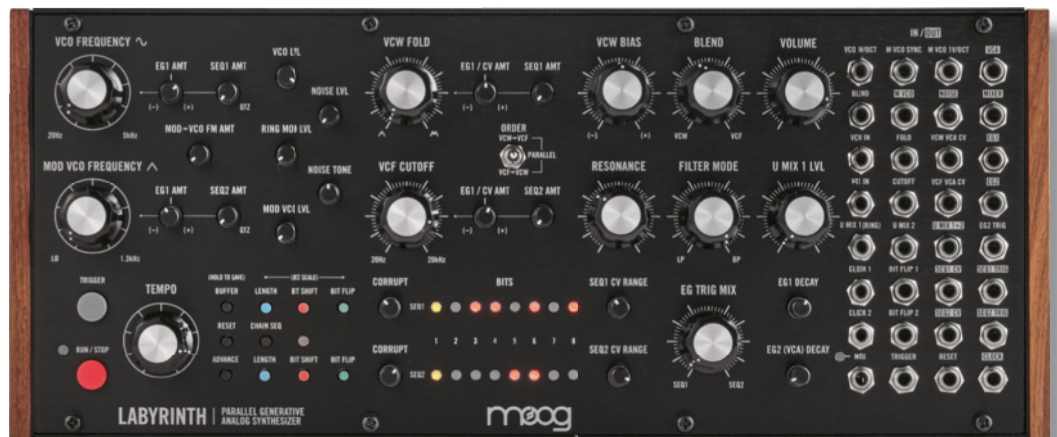 VCO FREQUENCY
EG1 AMT
SEQ1 AMT
(-) (+)
QTZ
20Hz 5kHz
VCO LVL
NOISE LVL
MOD→VCO FM AMT
RING MOD LVL
NOISE TONE
MOD VCO FREQUENCY
EG1 AMT
SEQ2 AMT
(-) (+)
QTZ
LO 1.3kHz
MOD VCO LVL
VCW FOLD
EG1 / CV AMT
SEQ1 AMT
(-) (+)
VCW BIAS
(-) (+)
BLEND
VCW VCF
VOLUME
ORDER
VCW→VCF
PARALLEL
VCF→VCW
VCF CUTOFF
EG1 / CV AMT
SEQ2 AMT
(-) (+)
20Hz 20kHz
RESONANCE
FILTER MODE
LP BP
U MIX 1 LVL
IN / OUT
VCO 1V/OCT M VCO SYNC M VCO 1V/OCT VCA
BLEND M VCO NOISE MIXER
VCW IN FOLD VCW VCA CV EG1
VCF IN CUTOFF VCF VCA CV EG2
U MIX 1 (RING) U MIX 2 U MIX 1+2 EG2 TRIG
CLOCK 1 BIT FLIP 1 SEQ1 CV SEQ1 TRIG
CLOCK 2 BIT FLIP 2 SEQ2 CV SEQ2 TRIG
MIDI TRIGGER RESET CLOCK
TRIGGER
RUN / STOP
TEMPO
(HOLD TO SAVE)
(QTZ SCALE)
BUFFER LENGTH BIT SHIFT BIT FLIP
RESET CHAIN SEQ
ADVANCE LENGTH BIT SHIFT BIT FLIP
CORRUPT
BITS
SEQ1 CV RANGE
SEQ1
1 2 3 4 5 6 7 8
CORRUPT
SEQ2 CV RANGE
SEQ2
EG TRIG MIX
SEQ1 SEQ2
EG1 DECAY
EG2 (VCA) DECAY
LABYRINTH
PARALLEL GENERATIVE
ANALOG SYNTHESIZER
moog